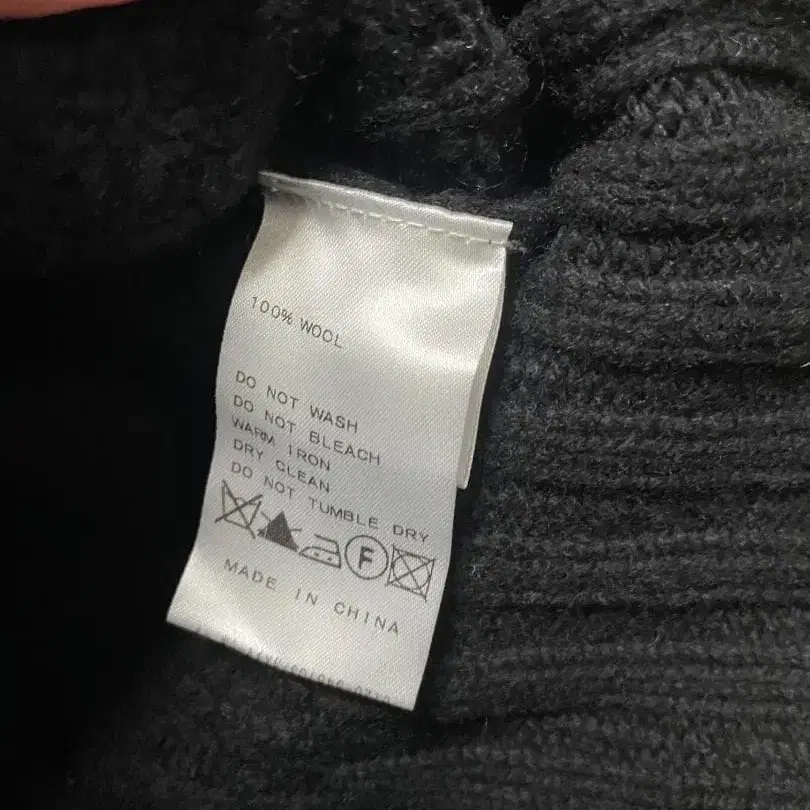 100% WOOL
DO NOT WASH
DO NOT BLEACH
WARM IRON
DRY CLEAN
DO NOT TUMBLE DRY
F
MADE IN CHINA